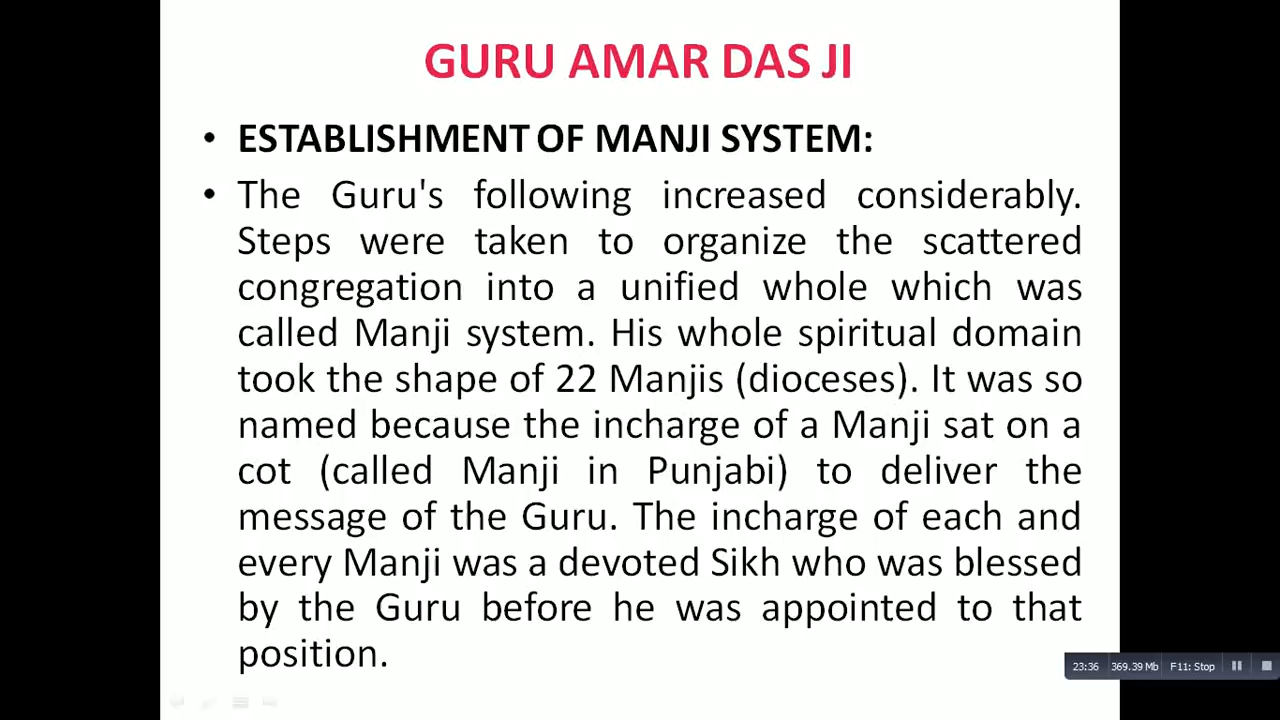 GURU AMAR DAS JI
• ESTABLISHMENT OF MANJI SYSTEM:
• The Guru's following increased considerably.
Steps were taken to organize the scattered
congregation into a unified whole which was
called Manji system. His whole spiritual domain
took the shape of 22 Manjis (dioceses). It was so
named because the incharge of a Manji sat on a
cot (called Manji in Punjabi) to deliver the
message of the Guru. The incharge of each and
every Manji was a devoted Sikh who was blessed
by the Guru before he was appointed to that
position.
23:36 369.39 Mb F11: Stop